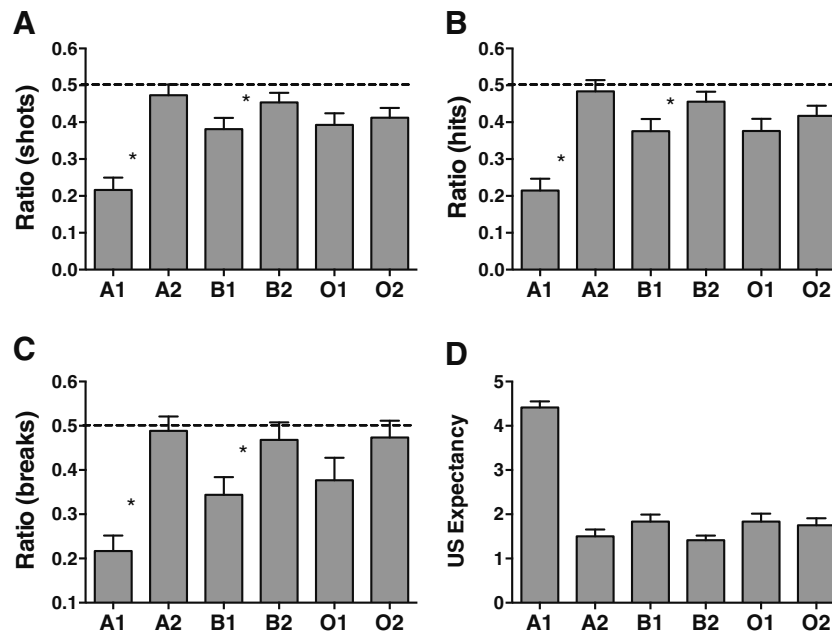 A
0.6
0.5
0.4
0.3
0.2
0.1
0.0
Ratio (shots)
*
*
A1 A2 B1 B2 O1 O2
B
0.6
0.5
0.4
0.3
0.2
0.1
0.0
Ratio (hits)
*
*
A1 A2 B1 B2 O1 O2
C
0.6
0.5
0.4
0.3
0.2
0.1
Ratio (breaks)
*
*
A1 A2 B1 B2 O1 O2
D
5
4
3
2
1
0
US Expectancy
A1 A2 B1 B2 O1 O2